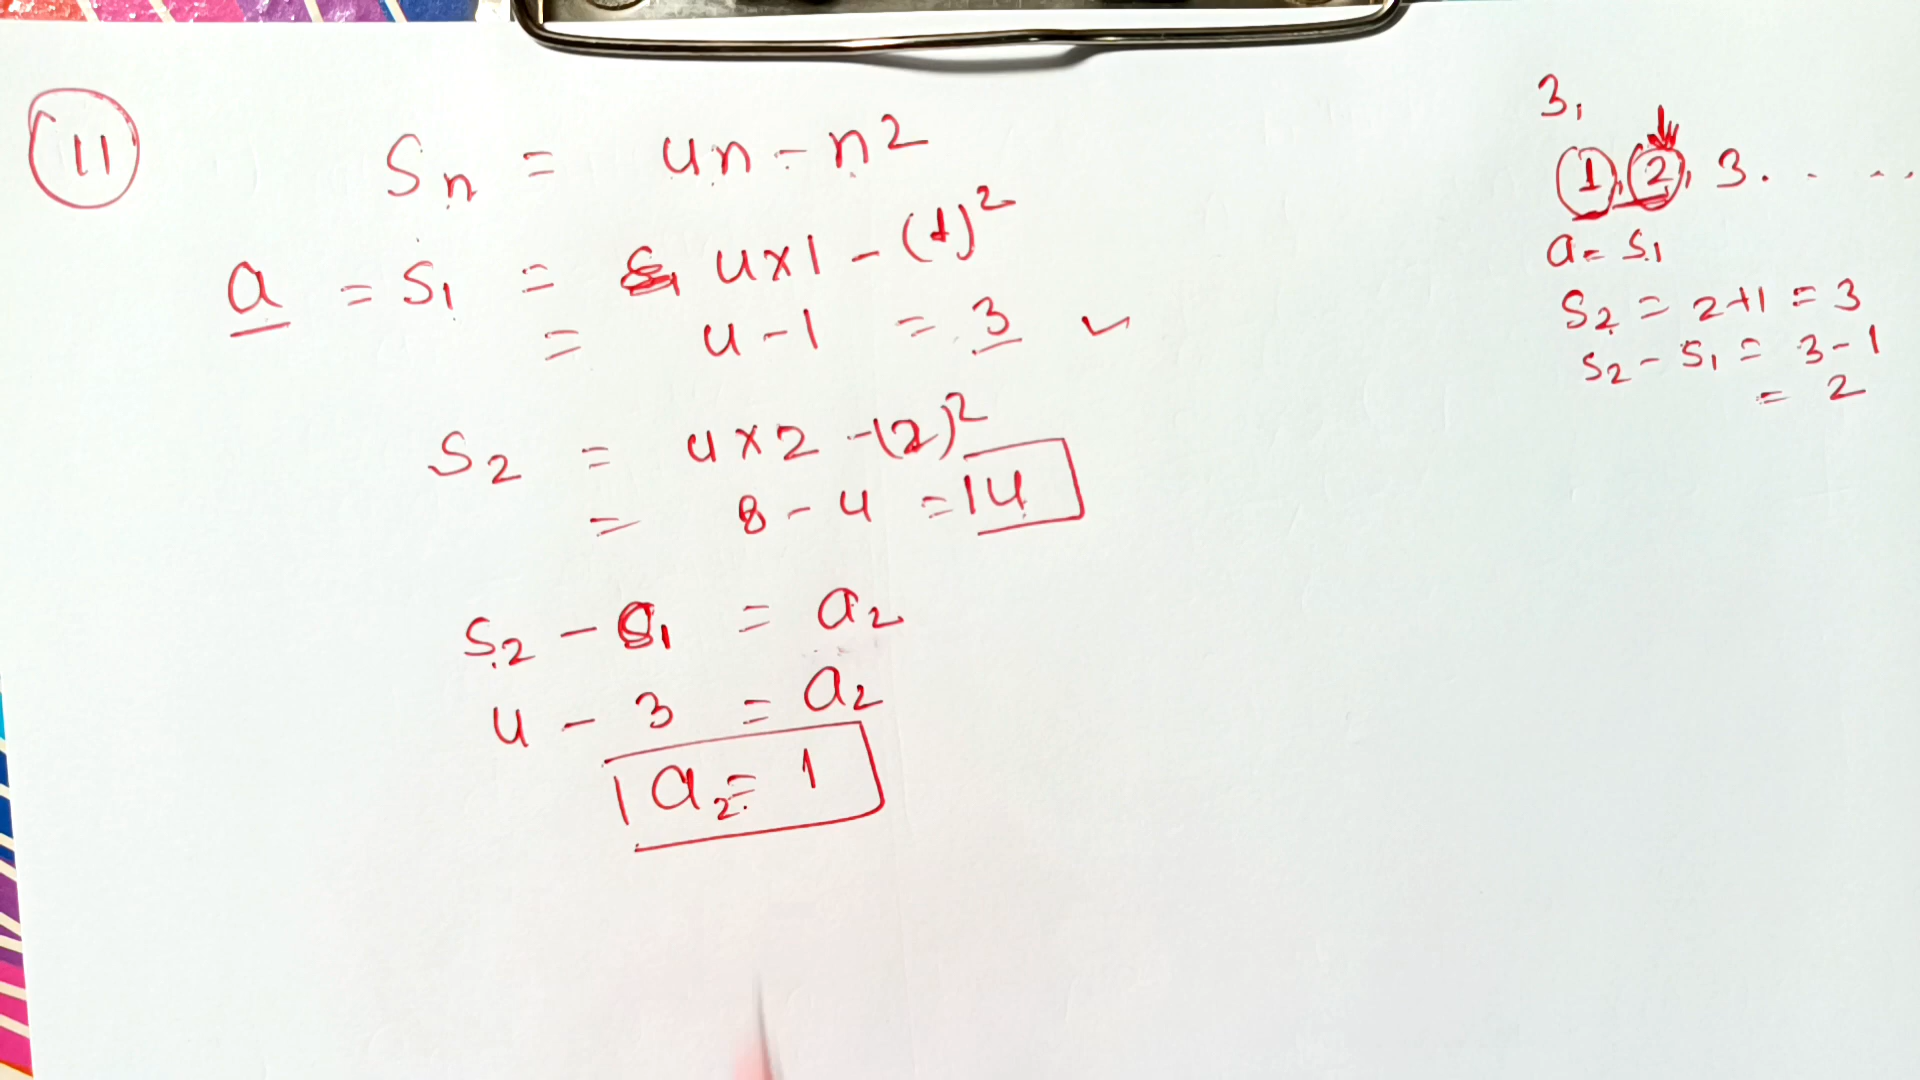 11
Sn = 4n - n2
a = S1 = 4x1 - (1)²
= 4-1 = 3 ✓
S2 = 4x2 -(2)²
= 8-4 = 4
S2 - S1 = a2
4 - 3 = a2
a2 = 1
3,
1, 2, 3. . . .
a = S1
S2 = 2+1 = 3
S2 - S1 = 3-1
= 2